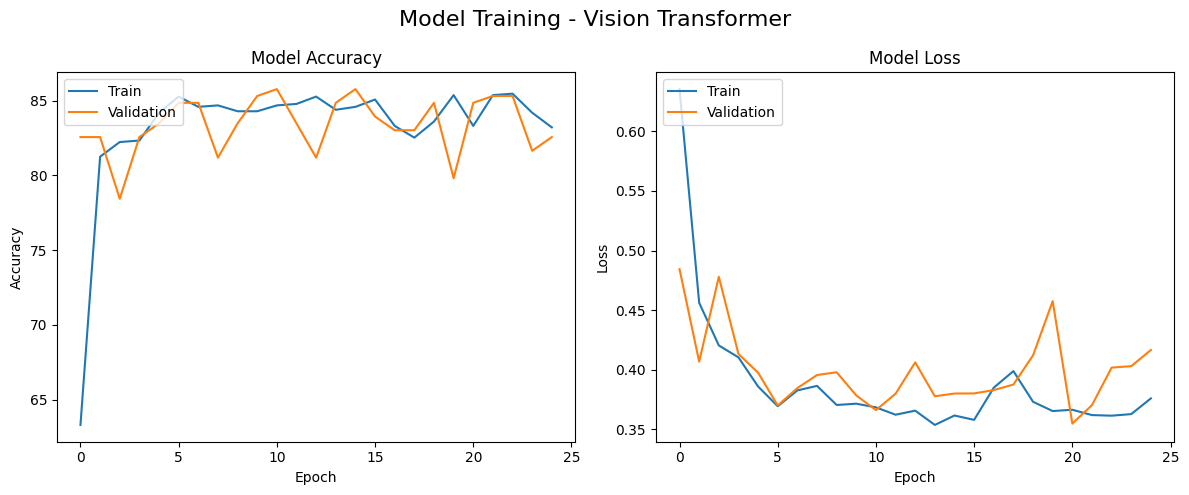 Model Training - Vision Transformer
Model Accuracy
Train
Validation
85
80
75
70
65
Accuracy
0 5 10 15 20 25
Epoch
Model Loss
Train
Validation
0.60
0.55
0.50
0.45
0.40
0.35
Loss
0 5 10 15 20 25
Epoch